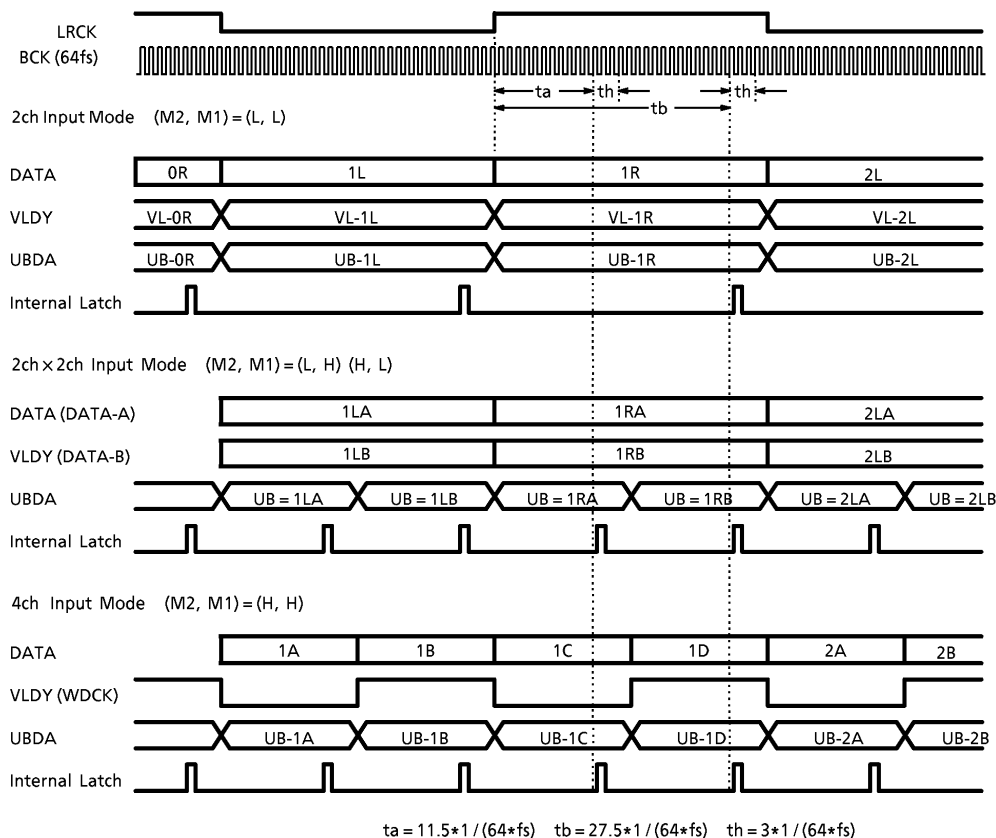 LRCK
BCK (64fs)
ta th th
tb
2ch Input Mode (M2, M1) = (L, L)
DATA 0R 1L 1R 2L
VLDY VL-0R VL-1L VL-1R VL-2L
UBDA UB-0R UB-1L UB-1R UB-2L
Internal Latch
2ch × 2ch Input Mode (M2, M1) = (L, H) (H, L)
DATA (DATA-A) 1LA 1RA 2LA
VLDY (DATA-B) 1LB 1RB 2LB
UBDA UB = 1LA UB = 1LB UB = 1RA UB = 1RB UB = 2LA UB = 2LB
Internal Latch
4ch Input Mode (M2, M1) = (H, H)
DATA 1A 1B 1C 1D 2A 2B
VLDY (WDCK)
UBDA UB-1A UB-1B UB-1C UB-1D UB-2A UB-2B
Internal Latch
ta = 11.5*1 / (64*fs) tb = 27.5*1 / (64*fs) th = 3*1 / (64*fs)